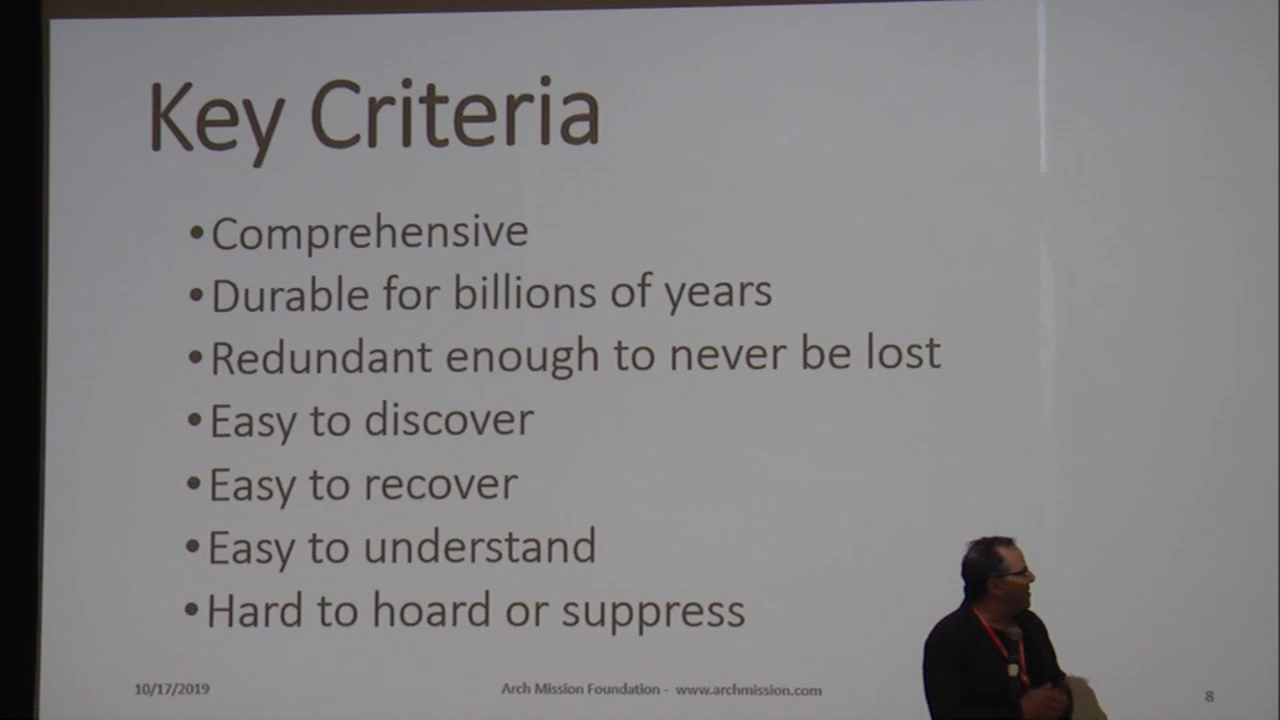 Key Criteria
•Comprehensive
•Durable for billions of years
•Redundant enough to never be lost
•Easy to discover
•Easy to recover
•Easy to understand
•Hard to hoard or suppress
10/17/2019 Arch Mission Foundation - www.archmission.com 8